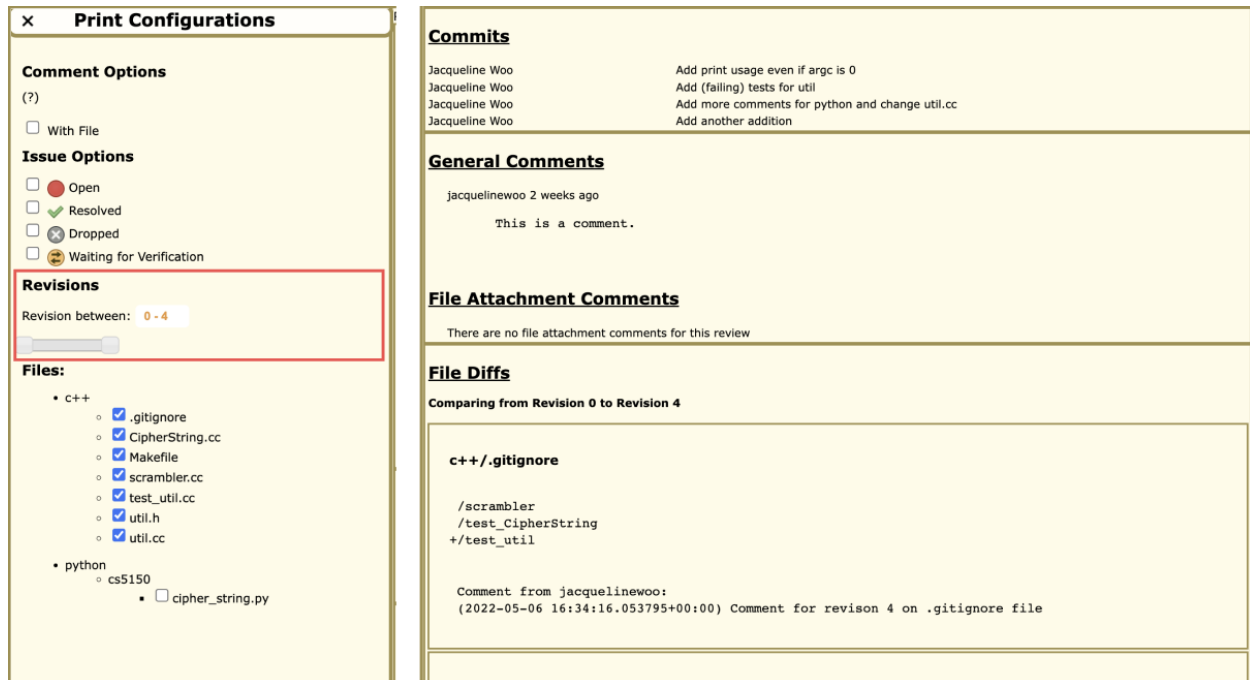 × Print Configurations
Comment Options
(?)
With File
Issue Options
Open
Resolved
Dropped
Waiting for Verification
Revisions
Revision between: 0 - 4
Files:
c++
.gitignore
CipherString.cc
Makefile
scrambler.cc
test_util.cc
util.h
util.cc
python
cs5150
cipher_string.py
Commits
Jacqueline Woo Add print usage even if argc is 0
Jacqueline Woo Add (failing) tests for util
Jacqueline Woo Add more comments for python and change util.cc
Jacqueline Woo Add another addition
General Comments
jacquelinewoo 2 weeks ago
This is a comment.
File Attachment Comments
There are no file attachment comments for this review
File Diffs
Comparing from Revision 0 to Revision 4
c++/.gitignore
/scrambler
/test_CipherString
+/test_util
Comment from jacquelinewoo:
(2022-05-06 16:34:16.053795+00:00) Comment for revison 4 on .gitignore file